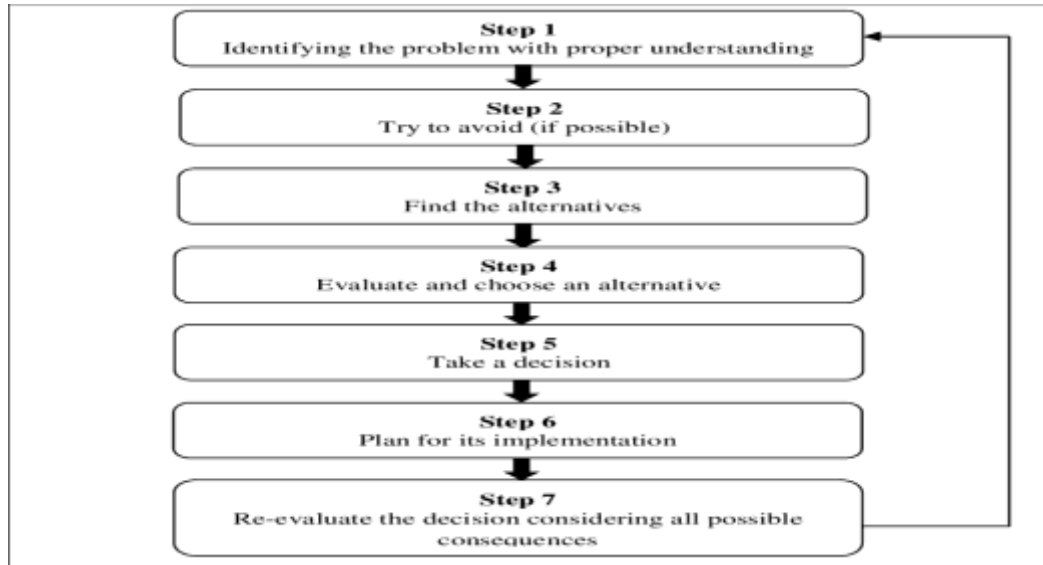 Step 1
Identifying the problem with proper understanding
Step 2
Try to avoid (if possible)
Step 3
Find the alternatives
Step 4
Evaluate and choose an alternative
Step 5
Take a decision
Step 6
Plan for its implementation
Step 7
Re-evaluate the decision considering all possible
consequences